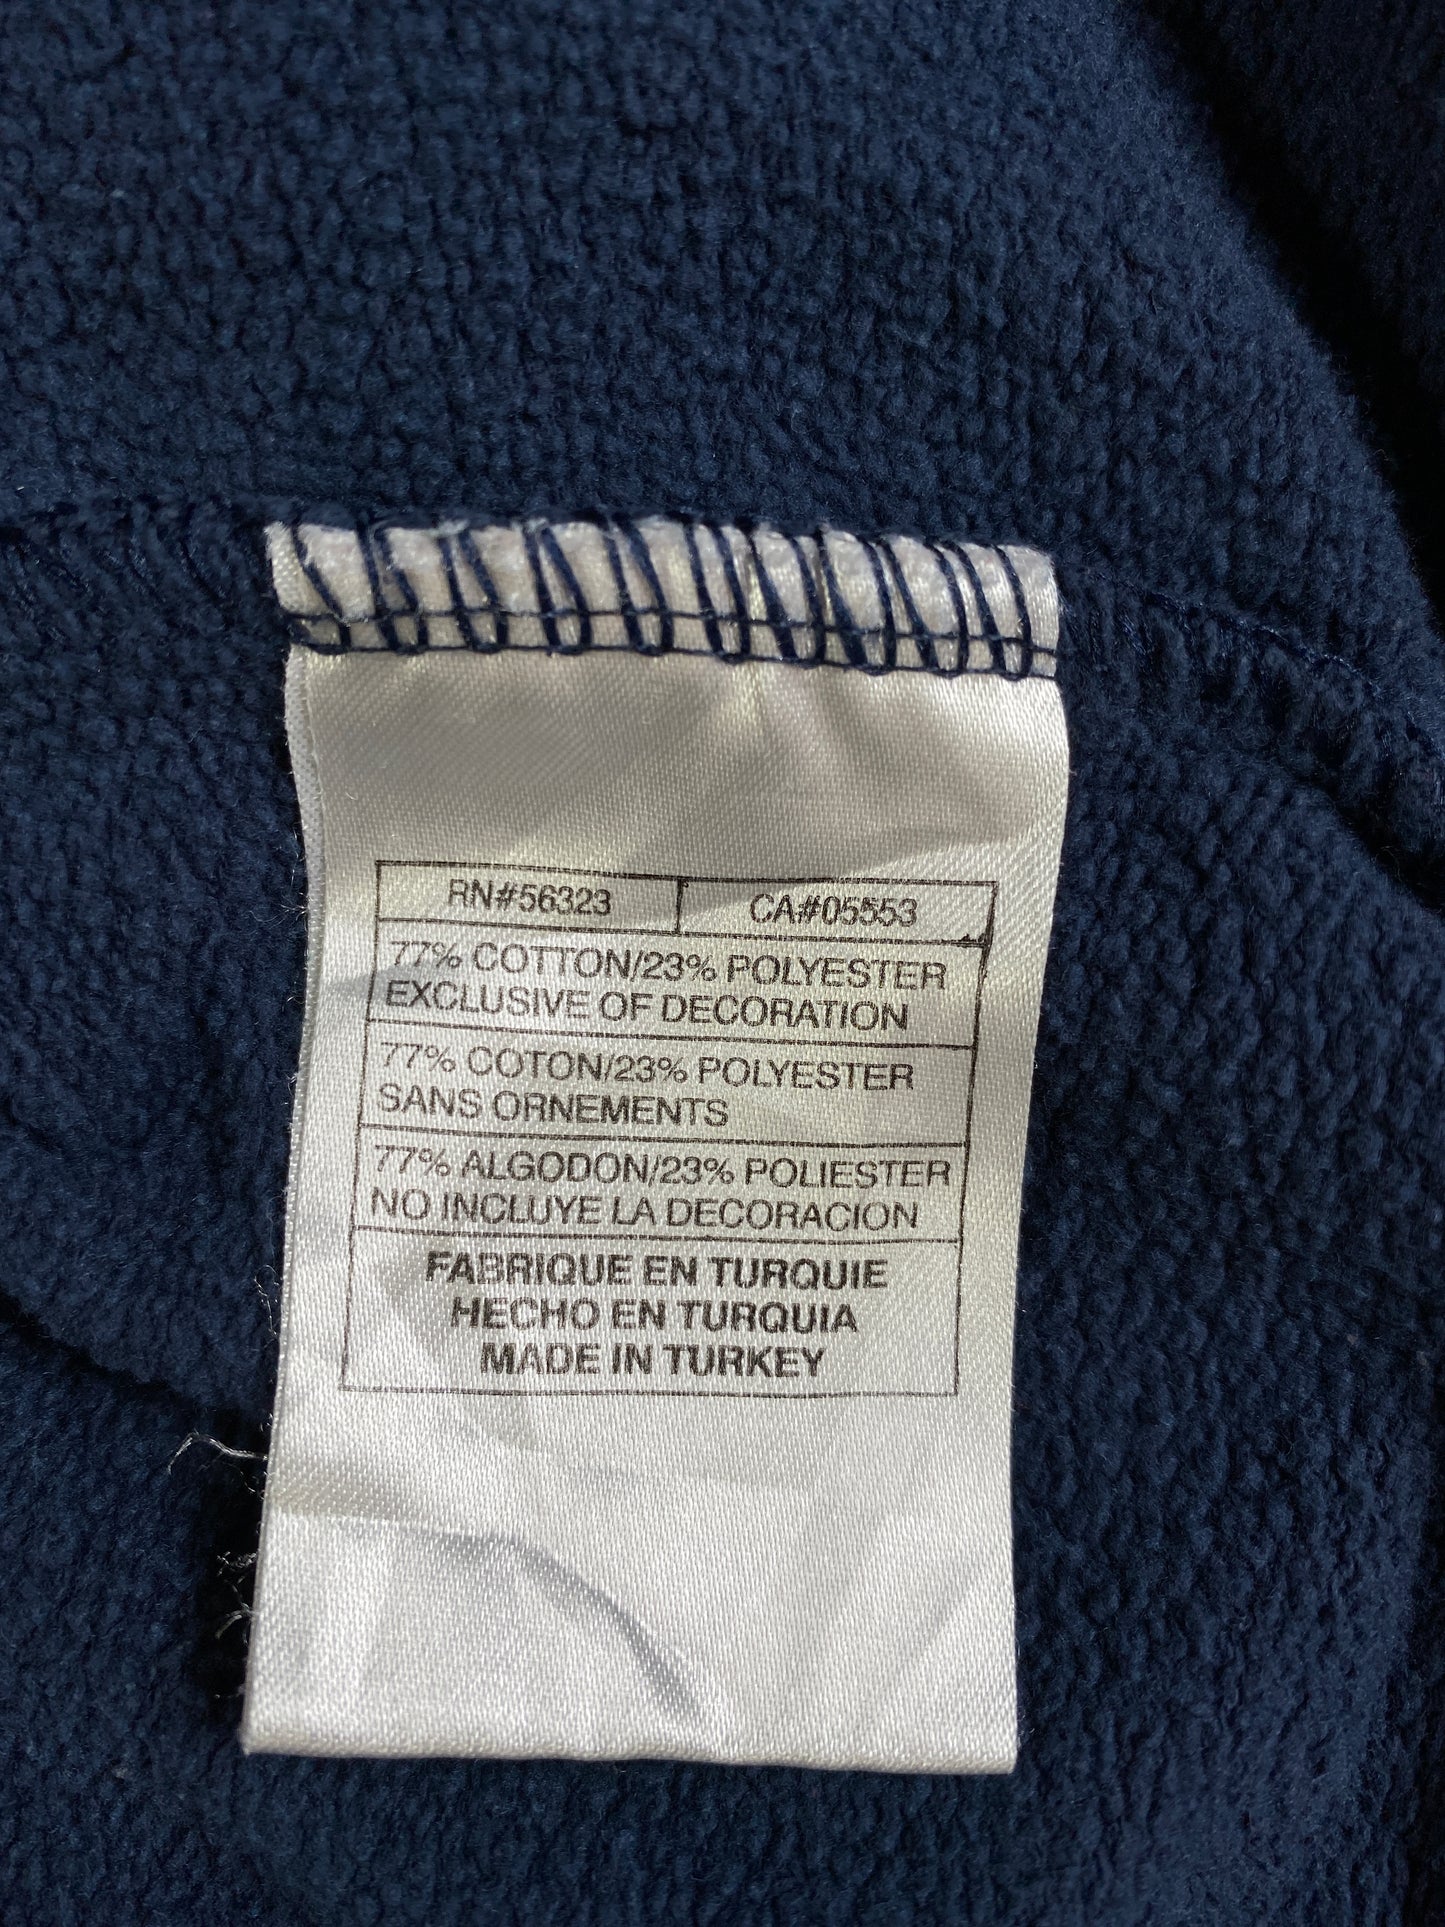 RN#56323 CA#05553
77% COTTON/23% POLYESTER
EXCLUSIVE OF DECORATION
77% COTON/23% POLYESTER
SANS ORNEMENTS
77% ALGODON/23% POLIESTER
NO INCLUYE LA DECORACION
FABRIQUE EN TURQUIE
HECHO EN TURQUIA
MADE IN TURKEY